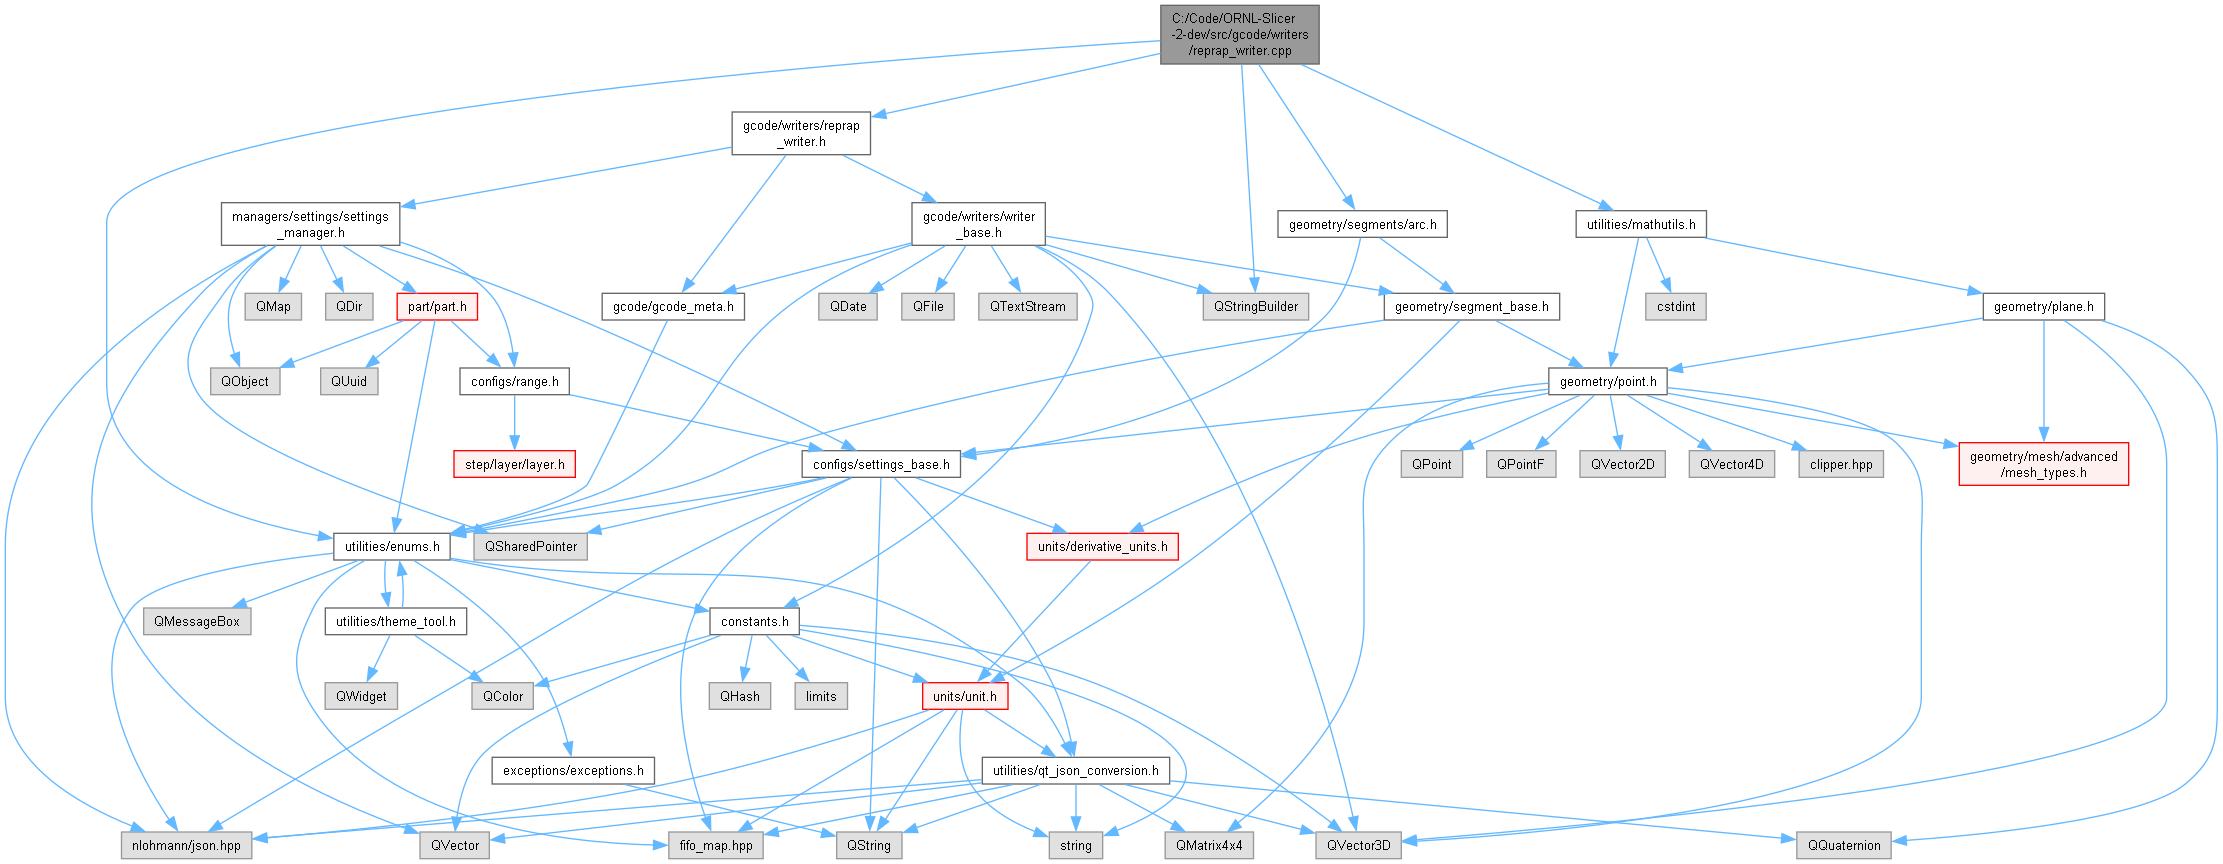 C:/Code/ORNL-Slicer
-2-dev/src/gcode/writers
/reprap_writer.cpp
gcode/writers/reprap
_writer.h
managers/settings/settings
_manager.h
gcode/writers/writer
_base.h
geometry/segments/arc.h
utilities/mathutils.h
QMap
QDir
part/part.h
gcode/gcode_meta.h
QDate
QFile
QTextStream
QStringBuilder
geometry/segment_base.h
cstdint
geometry/plane.h
QObject
QUuid
configs/range.h
geometry/point.h
step/layer/layer.h
configs/settings_base.h
QPoint
QPointF
QVector2D
QVector4D
clipper.hpp
geometry/mesh/advanced
/mesh_types.h
utilities/enums.h
QSharedPointer
units/derivative_units.h
QMessageBox
utilities/theme_tool.h
constants.h
QWidget
QColor
QHash
limits
units/unit.h
exceptions/exceptions.h
utilities/qt_json_conversion.h
nlohmann/json.hpp
QVector
fifo_map.hpp
QString
string
QMatrix4x4
QVector3D
QQuaternion